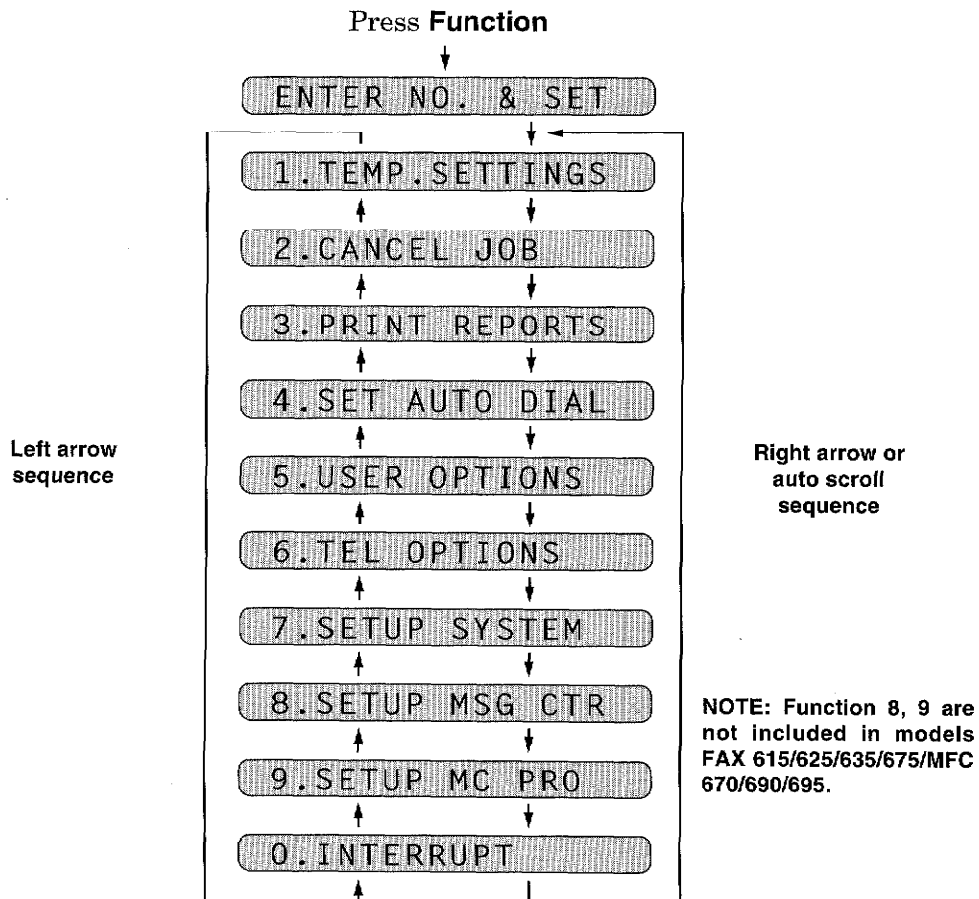 Press Function
ENTER NO. & SET
1.TEMP.SETTINGS
2.CANCEL JOB
3.PRINT REPORTS
4.SET AUTO DIAL
Left arrow
sequence
5.USER OPTIONS
Right arrow or
auto scroll
sequence
6.TEL OPTIONS
7.SETUP SYSTEM
8.SETUP MSG CTR
NOTE: Function 8, 9 are
not included in models
FAX 615/625/635/675/MFC
670/690/695.
9.SETUP MC PRO
0.INTERRUPT